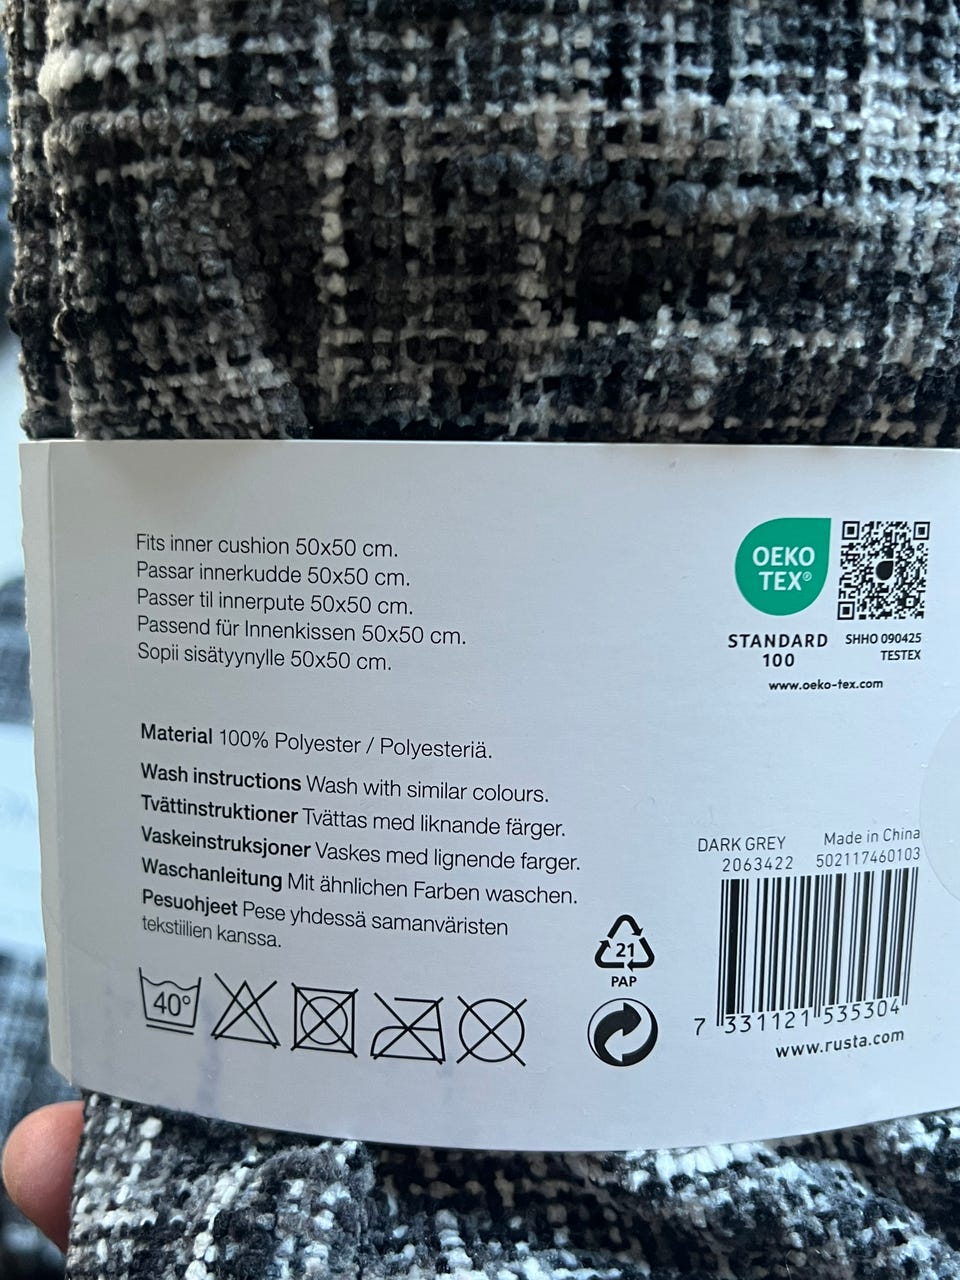 Fits inner cushion 50x50 cm.
Passar innerkudde 50x50 cm.
Passer til innerpute 50x50 cm.
Passend für Innenkissen 50x50 cm.
Sopii sisätyynylle 50x50 cm.
OEKO
TEX®
STANDARD
100
SHHO 090425
TESTEX
www.oeko-tex.com
Material 100% Polyester / Polyesteriä.
Wash instructions Wash with similar colours.
Tvättinstruktioner Tvättas med liknande färger.
Vaskeinstruksjoner Vaskes med lignende farger.
Waschanleitung Mit ähnlichen Farben waschen.
Pesuohjeet Pese yhdessä samanväristen
tekstiilien kanssa.
40°
21
PAP
DARK GREY Made in China
2063422 502117460103
7 331121 535304
www.rusta.com